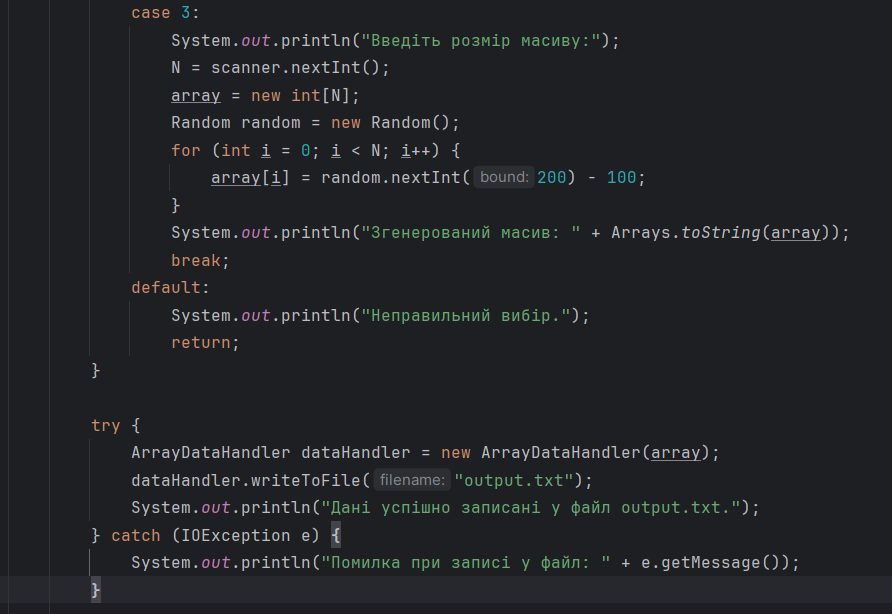 case 3:
System.out.println("Введіть розмір масиву:");
N = scanner.nextInt();
array = new int[N];
Random random = new Random();
for (int i = 0; i < N; i++) {
array[i] = random.nextInt( bound: 200) - 100;
}
System.out.println("Згенерований масив: " + Arrays.toString(array));
break;
default:
System.out.println("Неправильний вибір.");
return;
}
try {
ArrayDataHandler dataHandler = new ArrayDataHandler(array);
dataHandler.writeToFile( filename: "output.txt");
System.out.println("Дані успішно записані у файл output.txt.");
} catch (IOException e) {
System.out.println("Помилка при записі у файл: " + e.getMessage());
}